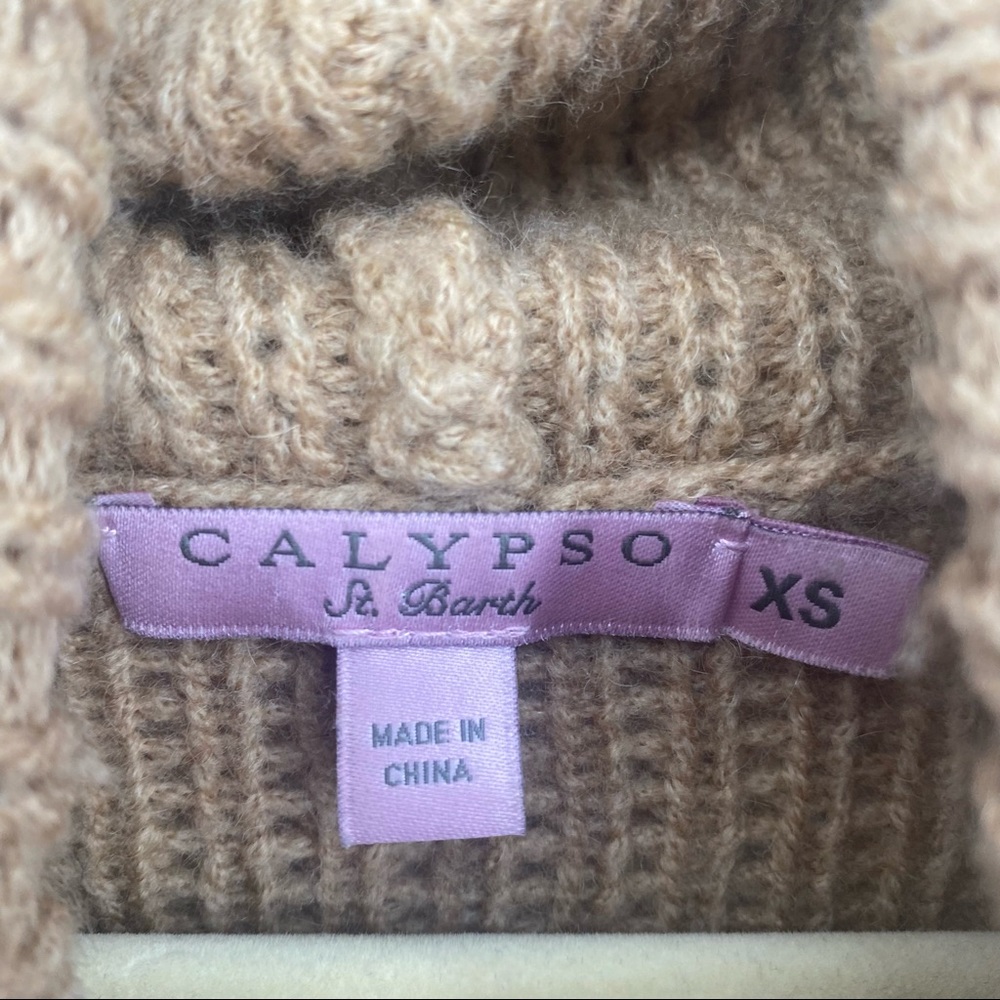 CALYPSO
St. Barth
XS
MADE IN
CHINA